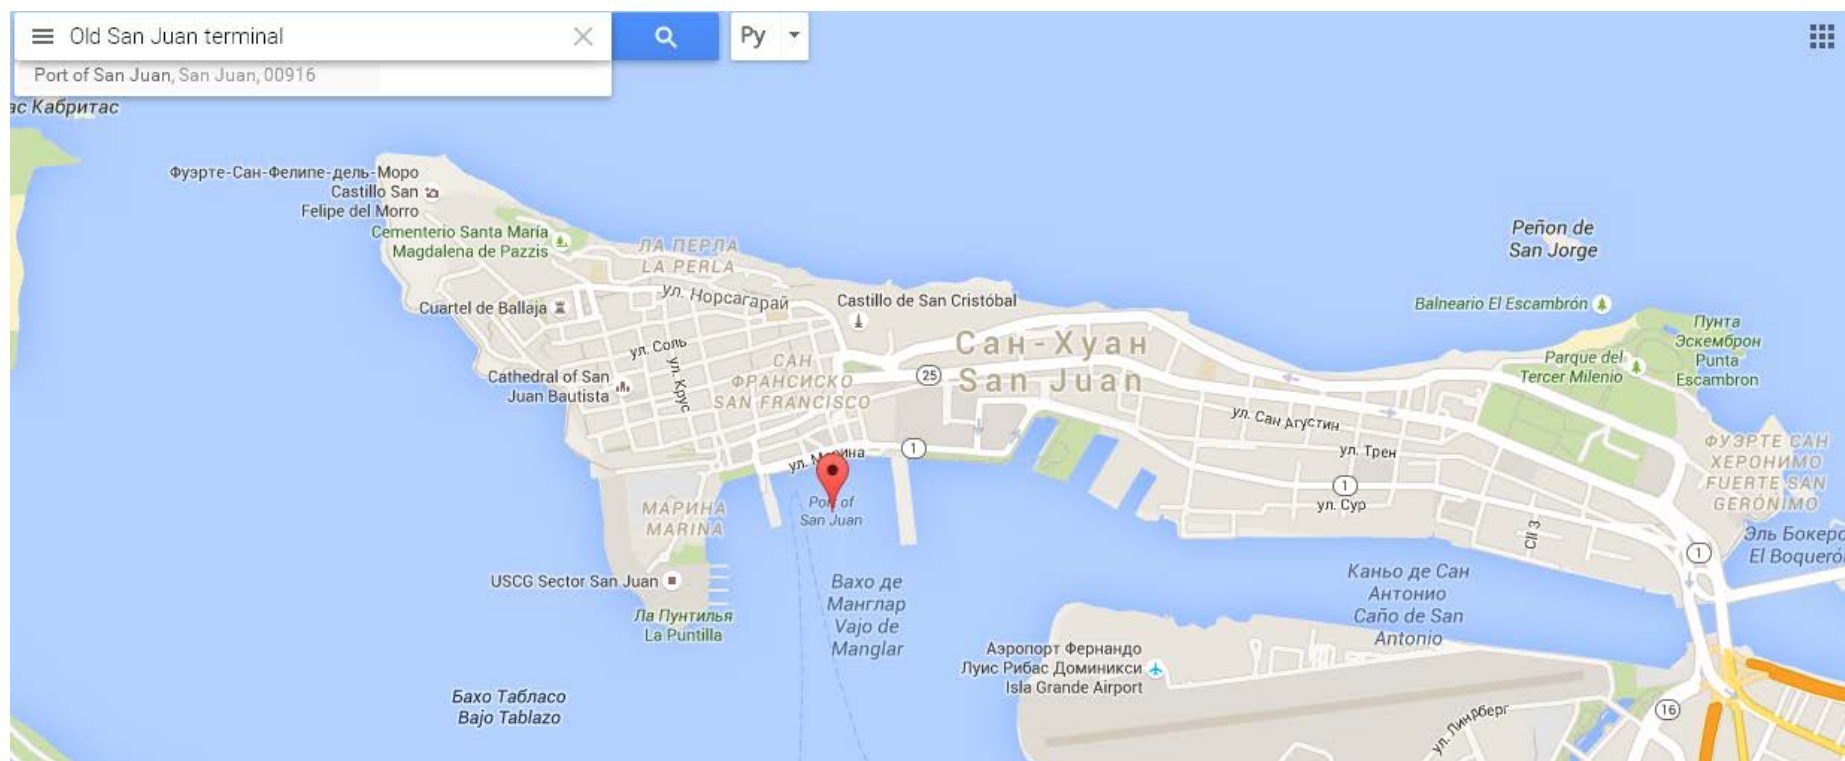 Old San Juan terminal
Ру
Port of San Juan, San Juan, 00916
ас Кабритас
Фуэрте-Сан-Фелипе-дель-Моро
Castillo San
Felipe del Morro
Cementerio Santa María
Magdalena de Pazzis
ЛА ПЕРЛА
LA PERLA
Peñon de
San Jorge
Cuartel de Ballaja
ул. Норсагарай
Castillo de San Cristóbal
Balneario El Escambrón
Пунта
Эскемброн
Punta
Escambron
ул. Соль
ул. Крус
САН
ФРАНСИСКО
SAN FRANCISCO
Сан-Хуан
San Juan
25
Parque del
Tercer Milenio
Cathedral of San
Juan Bautista
ул. Сан Агустин
ул. Трен
ФУЭРТЕ САН
ХЕРОНИМО
FUERTE SAN
GERÓNIMO
1
ул. Марина
1
ул. Сур
Port of
San Juan
МАРИНА
MARINA
Cll 3
1
Эль Бокеро
El Boqueró
USCG Sector San Juan
Вахо де
Манглар
Vajo de
Manglar
Каньо де Сан
Антонио
Caño de San
Antonio
Ла Пунтилья
La Puntilla
Аэропорт Фернандо
Луис Рибас Доминикси
Isla Grande Airport
Бахо Табласо
Bajo Tablazo
ул. Линдберг
16